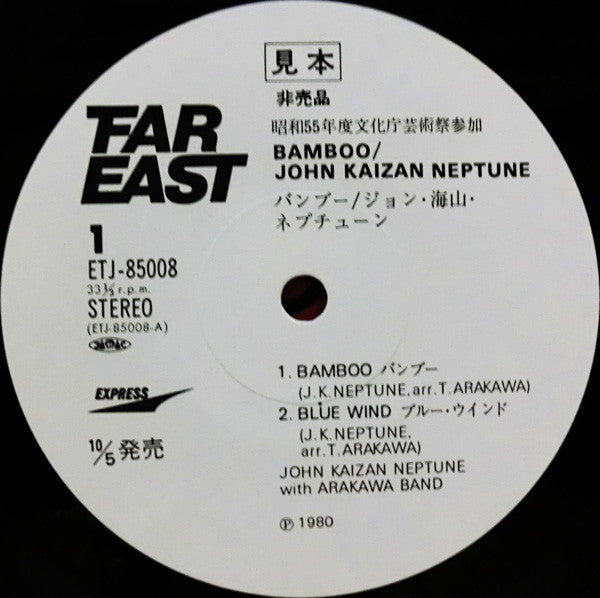 見本
非売品
昭和55年度文化庁芸術祭参加
BAMBOO/
JOHN KAIZAN NEPTUNE
バンブー/ジョン・海山・
ネプチューン
FAR
EAST
1
ETJ-85008
33⅓ r.p.m.
STEREO
(ETJ-85008-A)
EXPRESS
10/5発売
1. BAMBOO バンブー
(J.K.NEPTUNE, arr.T.ARAKAWA)
2. BLUE WIND ブルー・ウインド
(J.K.NEPTUNE,
arr.T.ARAKAWA)
JOHN KAIZAN NEPTUNE
with ARAKAWA BAND
Ⓟ 1980